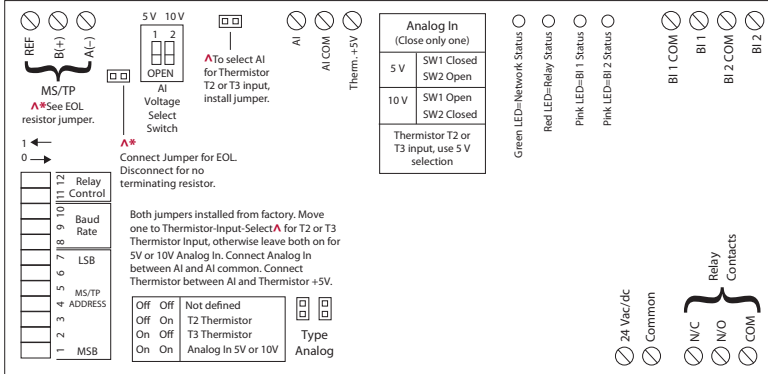 REF
B(+)
A(−)
MS/TP
^*See EOL
resistor jumper.
5 V 10 V
1 2
OPEN
AI
Voltage
Select
Switch
^To select AI
for Thermistor
T2 or T3 input,
install jumper.
^*
Connect Jumper for EOL.
Disconnect for no
terminating resistor.
AI
AI COM
Therm. +5V
Analog In
(Close only one)
5 V
SW1 Closed
SW2 Open
10 V
SW1 Open
SW2 Closed
Thermistor T2 or
T3 input, use 5 V
selection
Green LED=Network Status
Red LED=Relay Status
Pink LED=BI 1 Status
Pink LED=BI 2 Status
BI 1 COM
BI 1
BI 2 COM
BI 2
1
0
12
11
Relay
Control
10
9
8
Baud
Rate
7
6
5
4
3
2
1
LSB
MS/TP
ADDRESS
MSB
Both jumpers installed from factory. Move
one to Thermistor-Input-Select^ for T2 or T3
Thermistor Input, otherwise leave both on for
5V or 10V Analog In. Connect Analog In
between AI and AI common. Connect
Thermistor between AI and Thermistor +5V.
Off Off Not defined
Off On T2 Thermistor
On Off T3 Thermistor
On On Analog In 5V or 10V
Type
Analog
24 Vac/dc
Common
Relay
Contacts
N/C
N/O
COM